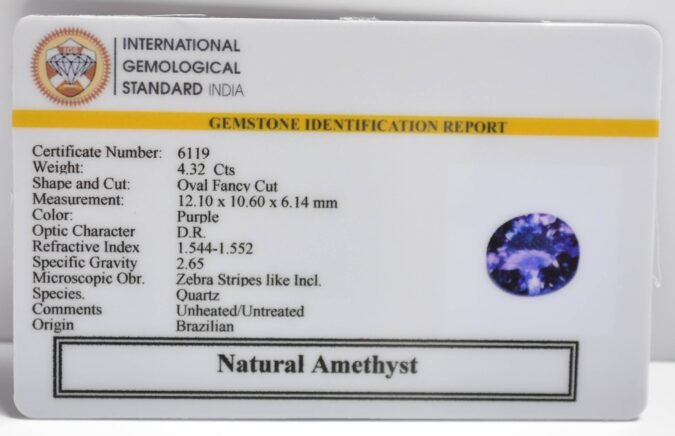 IGS
INTERNATIONAL
GEMOLOGICAL
STANDARD INDIA
GEMSTONE IDENTIFICATION REPORT
Certificate Number: 6119
Weight: 4.32 Cts
Shape and Cut: Oval Fancy Cut
Measurement: 12.10 x 10.60 x 6.14 mm
Color: Purple
Optic Character D.R.
Refractive Index 1.544-1.552
Specific Gravity 2.65
Microscopic Obr. Zebra Stripes like Incl.
Species. Quartz
Comments Unheated/Untreated
Origin Brazilian
Natural Amethyst